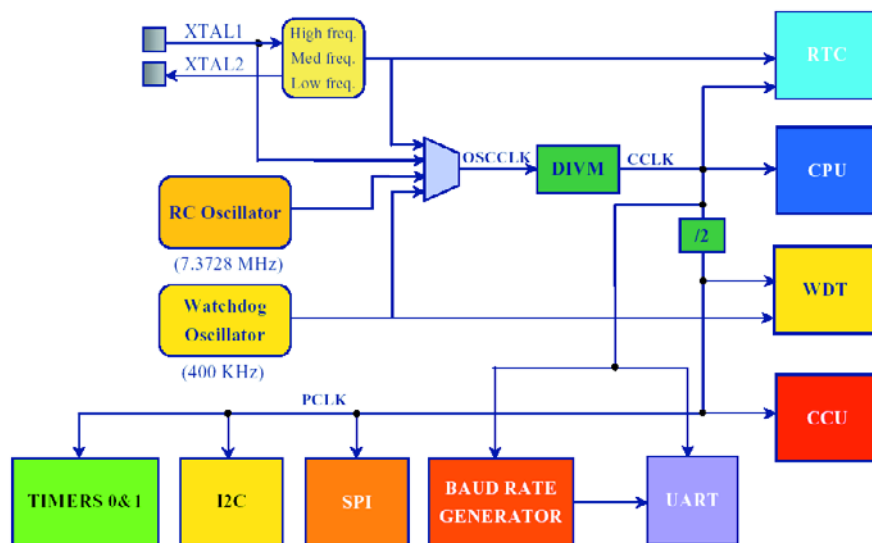 XTAL1
XTAL2
High freq.
Med freq.
Low freq.
RTC
OSCCLK
DIVM
CCLK
CPU
RC Oscillator
(7.3728 MHz)
/2
WDT
Watchdog
Oscillator
(400 KHz)
PCLK
CCU
TIMERS 0&1
I2C
SPI
BAUD RATE
GENERATOR
UART